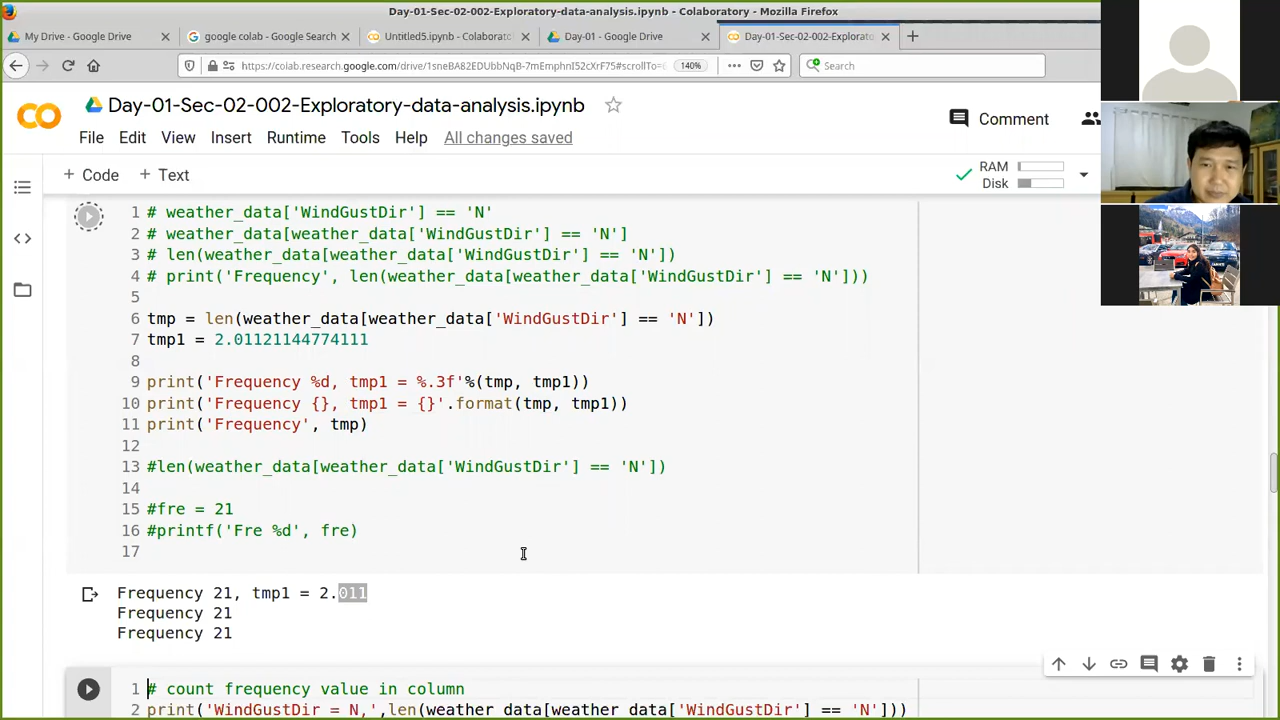 Day-01-Sec-02-002-Exploratory-data-analysis.ipynb - Colaboratory - Mozilla Firefox
My Drive - Google Drive
google colab - Google Search
Untitled5.ipynb - Colaborat
Day-01 - Google Drive
Day-01-Sec-02-002-Explorato
https://colab.research.google.com/drive/1sneBA82EDUbbNqB-7mEmphnI52cXrF75#scrollTo=6
140%
Search
Day-01-Sec-02-002-Exploratory-data-analysis.ipynb
File Edit View Insert Runtime Tools Help All changes saved
Comment
+ Code + Text
RAM
Disk
1 # weather_data['WindGustDir'] == 'N'
2 # weather_data[weather_data['WindGustDir'] == 'N']
3 # len(weather_data[weather_data['WindGustDir'] == 'N'])
4 # print('Frequency', len(weather_data[weather_data['WindGustDir'] == 'N']))
5
6 tmp = len(weather_data[weather_data['WindGustDir'] == 'N'])
7 tmp1 = 2.01121144774111
8
9 print('Frequency %d, tmp1 = %.3f'%(tmp, tmp1))
10 print('Frequency {}, tmp1 = {}'.format(tmp, tmp1))
11 print('Frequency', tmp)
12
13 #len(weather_data[weather_data['WindGustDir'] == 'N'])
14
15 #fre = 21
16 #printf('Fre %d', fre)
17
Frequency 21, tmp1 = 2.011
Frequency 21
Frequency 21
1 # count frequency value in column
2 print('WindGustDir = N,',len(weather_data[weather_data['WindGustDir'] == 'N']))